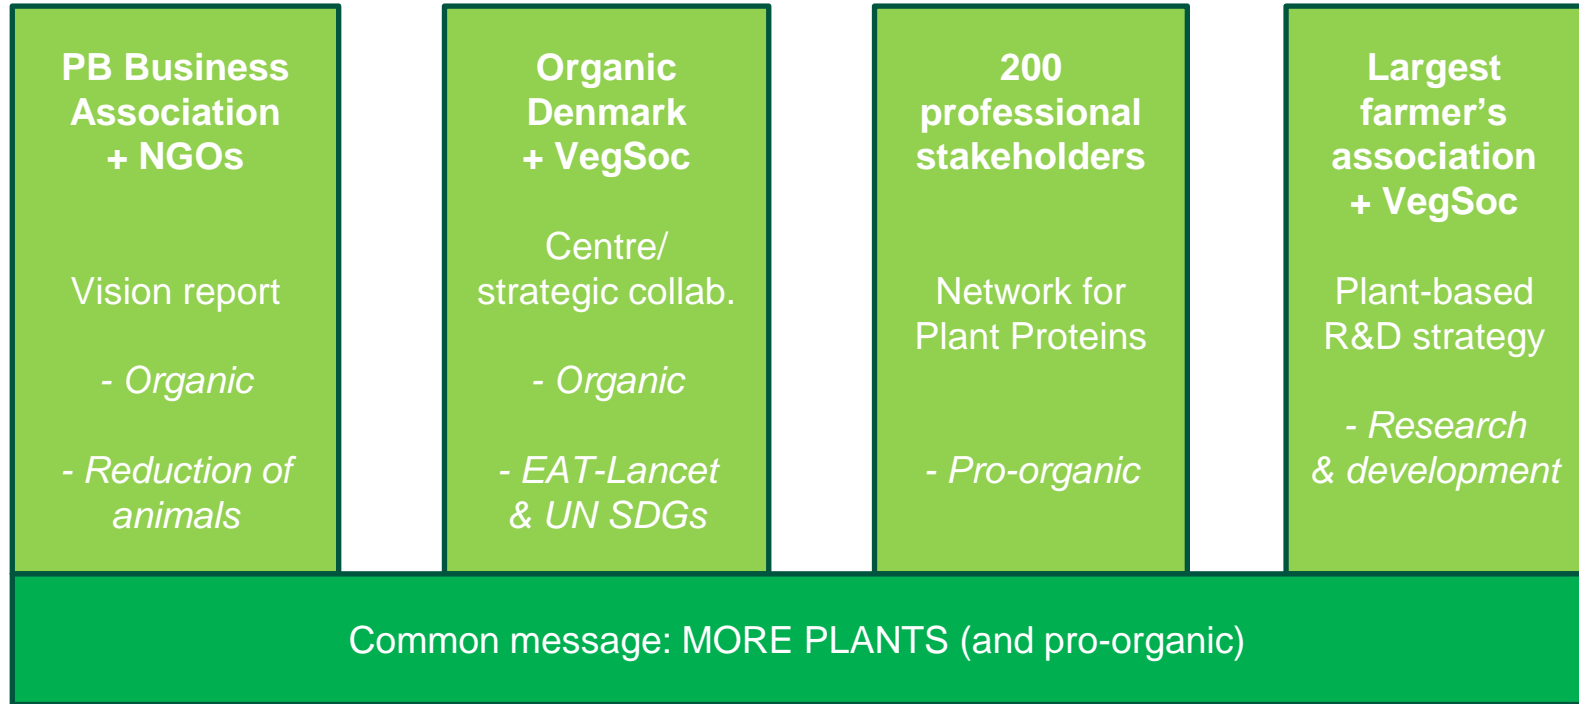 PB Business
Association
+ NGOs
Vision report
- Organic
- Reduction of
animals
Organic
Denmark
+ VegSoc
Centre/
strategic collab.
- Organic
- EAT-Lancet
& UN SDGs
200
professional
stakeholders
Network for
Plant Proteins
- Pro-organic
Largest
farmer’s
association
+ VegSoc
Plant-based
R&D strategy
- Research
& development
Common message: MORE PLANTS (and pro-organic)